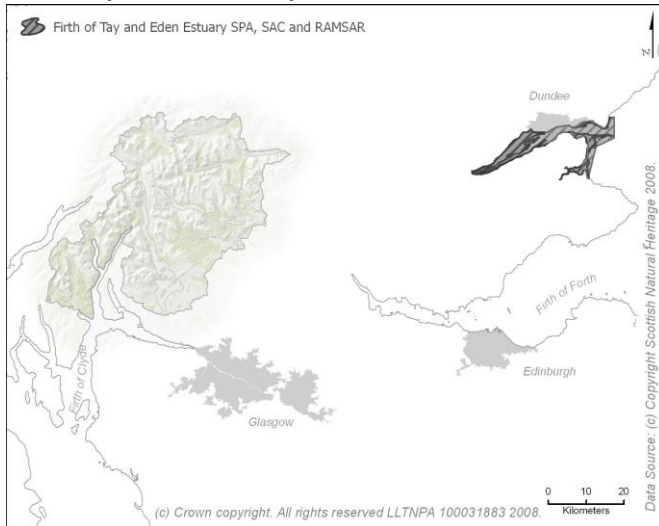 Firth of Tay and Eden Estuary SPA, SAC and RAMSAR
N
Dundee
Firth of Forth
Edinburgh
Firth of Clyde
Glasgow
0 10 20
Kilometers
(c) Crown copyright. All rights reserved LLTNPA 100031883 2008.
Data Source: (c) Copyright Scottish Natural Heritage 2008.